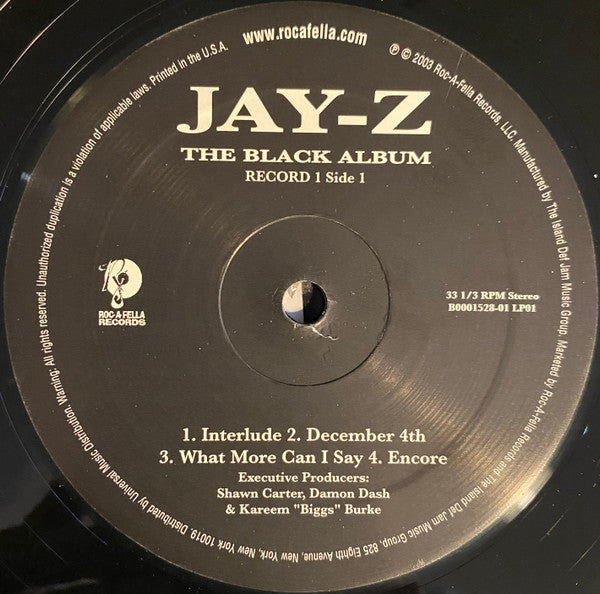 www.rocafella.com
℗ © 2003 Roc-A-Fella Records, LLC. Manufactured by The Island Def Jam Music Group. Marketed by Roc-A-Fella Records and The Island Def Jam Music Group, 825 Eighth Avenue, New York, New York 10019. Distributed by Universal Music Distribution. Warning: All rights reserved. Unauthorized duplication is a violation of applicable laws. Printed in the U.S.A.
JAY-Z
THE BLACK ALBUM
RECORD 1 Side 1
ROC-A-FELLA
RECORDS
33 1/3 RPM Stereo
B0001528-01 LP01
1. Interlude 2. December 4th
3. What More Can I Say 4. Encore
Executive Producers:
Shawn Carter, Damon Dash
& Kareem "Biggs" Burke